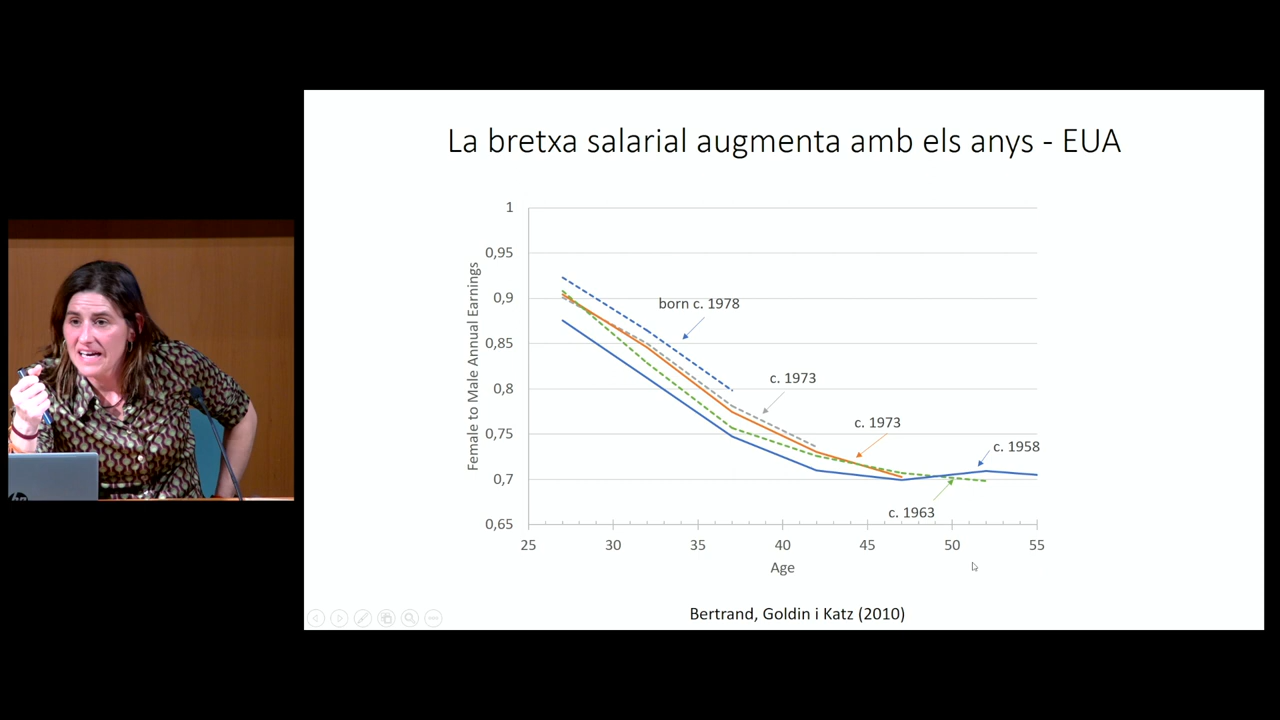 La bretxa salarial augmenta amb els anys - EUA
Female to Male Annual Earnings
1
0,95
0,9
0,85
0,8
0,75
0,7
0,65
born c. 1978
c. 1973
c. 1973
c. 1958
c. 1963
25 30 35 40 45 50 55
Age
Bertrand, Goldin i Katz (2010)
hp